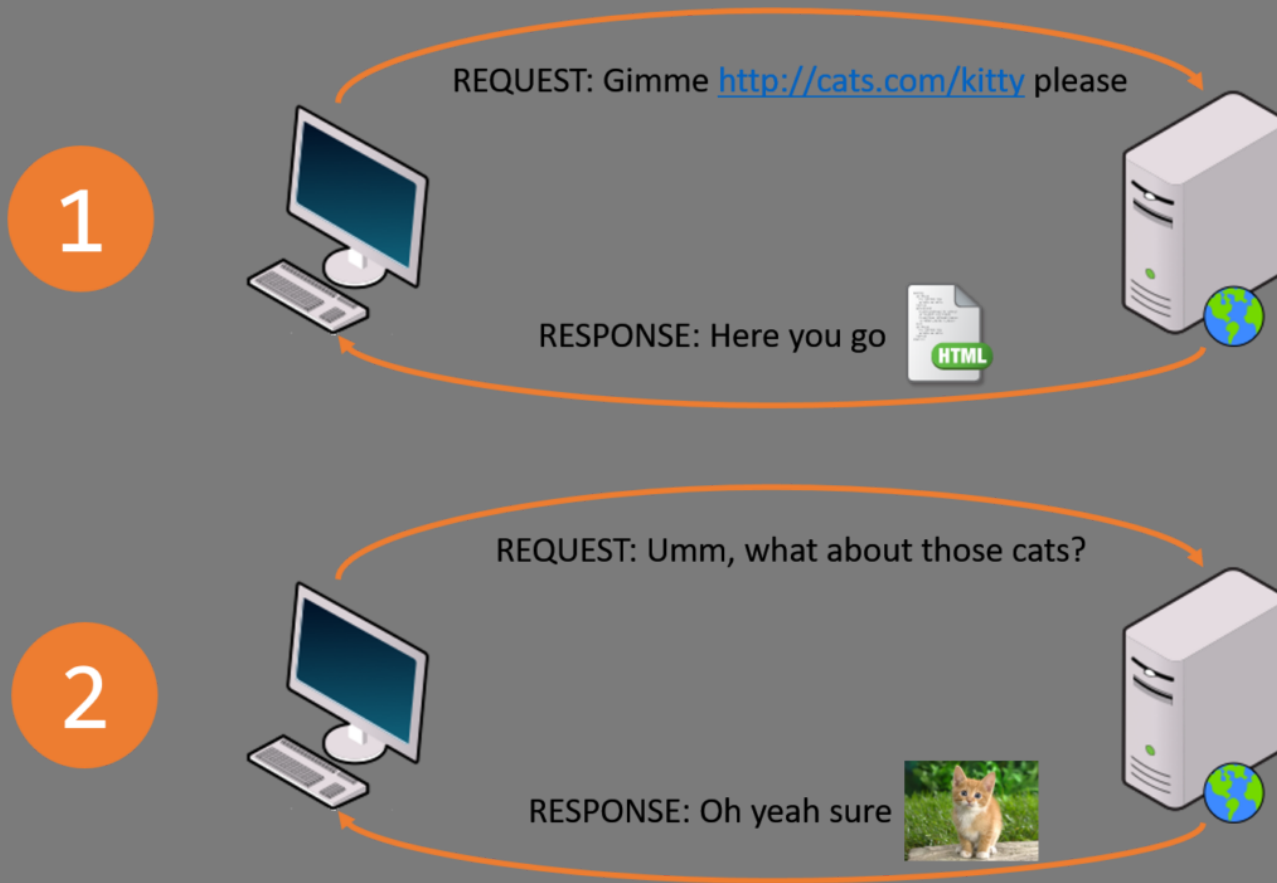 1
REQUEST: Gimme http://cats.com/kitty please
RESPONSE: Here you go
HTML
2
REQUEST: Umm, what about those cats?
RESPONSE: Oh yeah sure